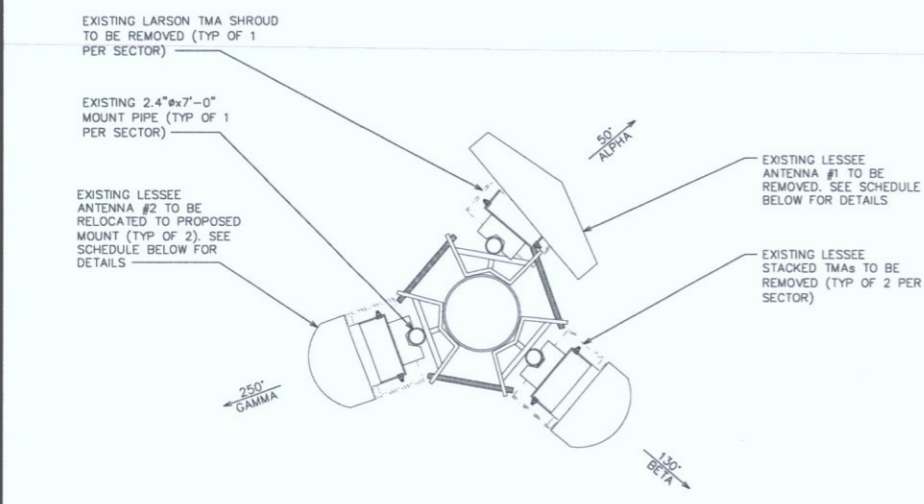 EXISTING LARSON TMA SHROUD
TO BE REMOVED (TYP OF 1
PER SECTOR)
EXISTING 2.4"øx7'-0"
MOUNT PIPE (TYP OF 1
PER SECTOR)
EXISTING LESSEE
ANTENNA #2 TO BE
RELOCATED TO PROPOSED
MOUNT (TYP OF 2). SEE
SCHEDULE BELOW FOR
DETAILS
50°
ALPHA
EXISTING LESSEE
ANTENNA #1 TO BE
REMOVED. SEE SCHEDULE
BELOW FOR DETAILS
EXISTING LESSEE
STACKED TMAs TO BE
REMOVED (TYP OF 2 PER
SECTOR)
250°
GAMMA
130°
BETA